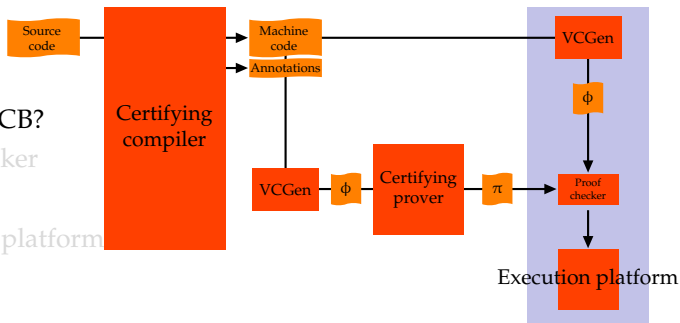 Source
code
Machine
code
Annotations
VCGen
ϕ
CB?
Certifying
compiler
ker
platform
VCGen
ϕ
Certifying
prover
π
Proof
checker
Execution platform